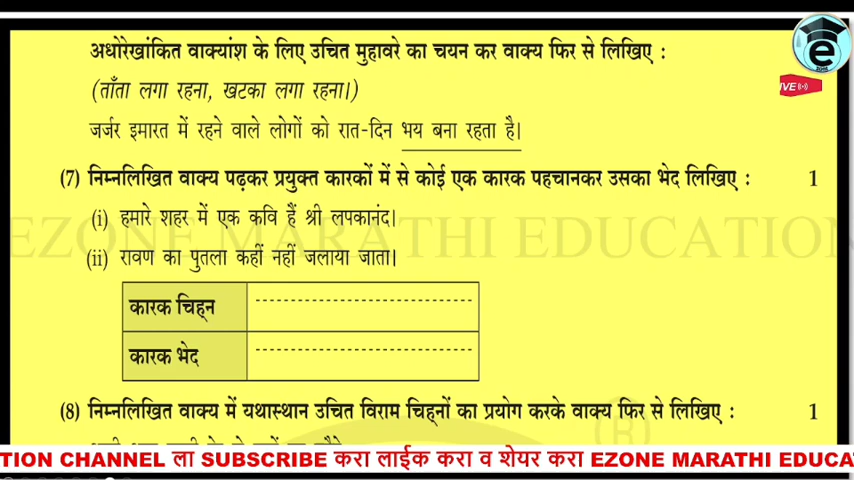 अधोरेखांकित वाक्यांश के लिए उचित मुहावरे का चयन कर वाक्य फिर से लिखिए :
(ताँता लगा रहना, खटका लगा रहना।)
जर्जर इमारत में रहने वाले लोगों को रात-दिन भय बना रहता है।
(7) निम्नलिखित वाक्य पढ़कर प्रयुक्त कारकों में से कोई एक कारक पहचानकर उसका भेद लिखिए : 1
(i) हमारे शहर में एक कवि हैं श्री लपकानंद।
EZONE MARATHI EDUCATION
(ii) रावण का पुतला कहीं नहीं जलाया जाता।
कारक चिह्न
कारक भेद
(8) निम्नलिखित वाक्य में यथास्थान उचित विराम चिह्नों का प्रयोग करके वाक्य फिर से लिखिए : 1
TION CHANNEL ला SUBSCRIBE करा लाईक करा व शेयर करा EZONE MARATHI EDUCA
e
IVE